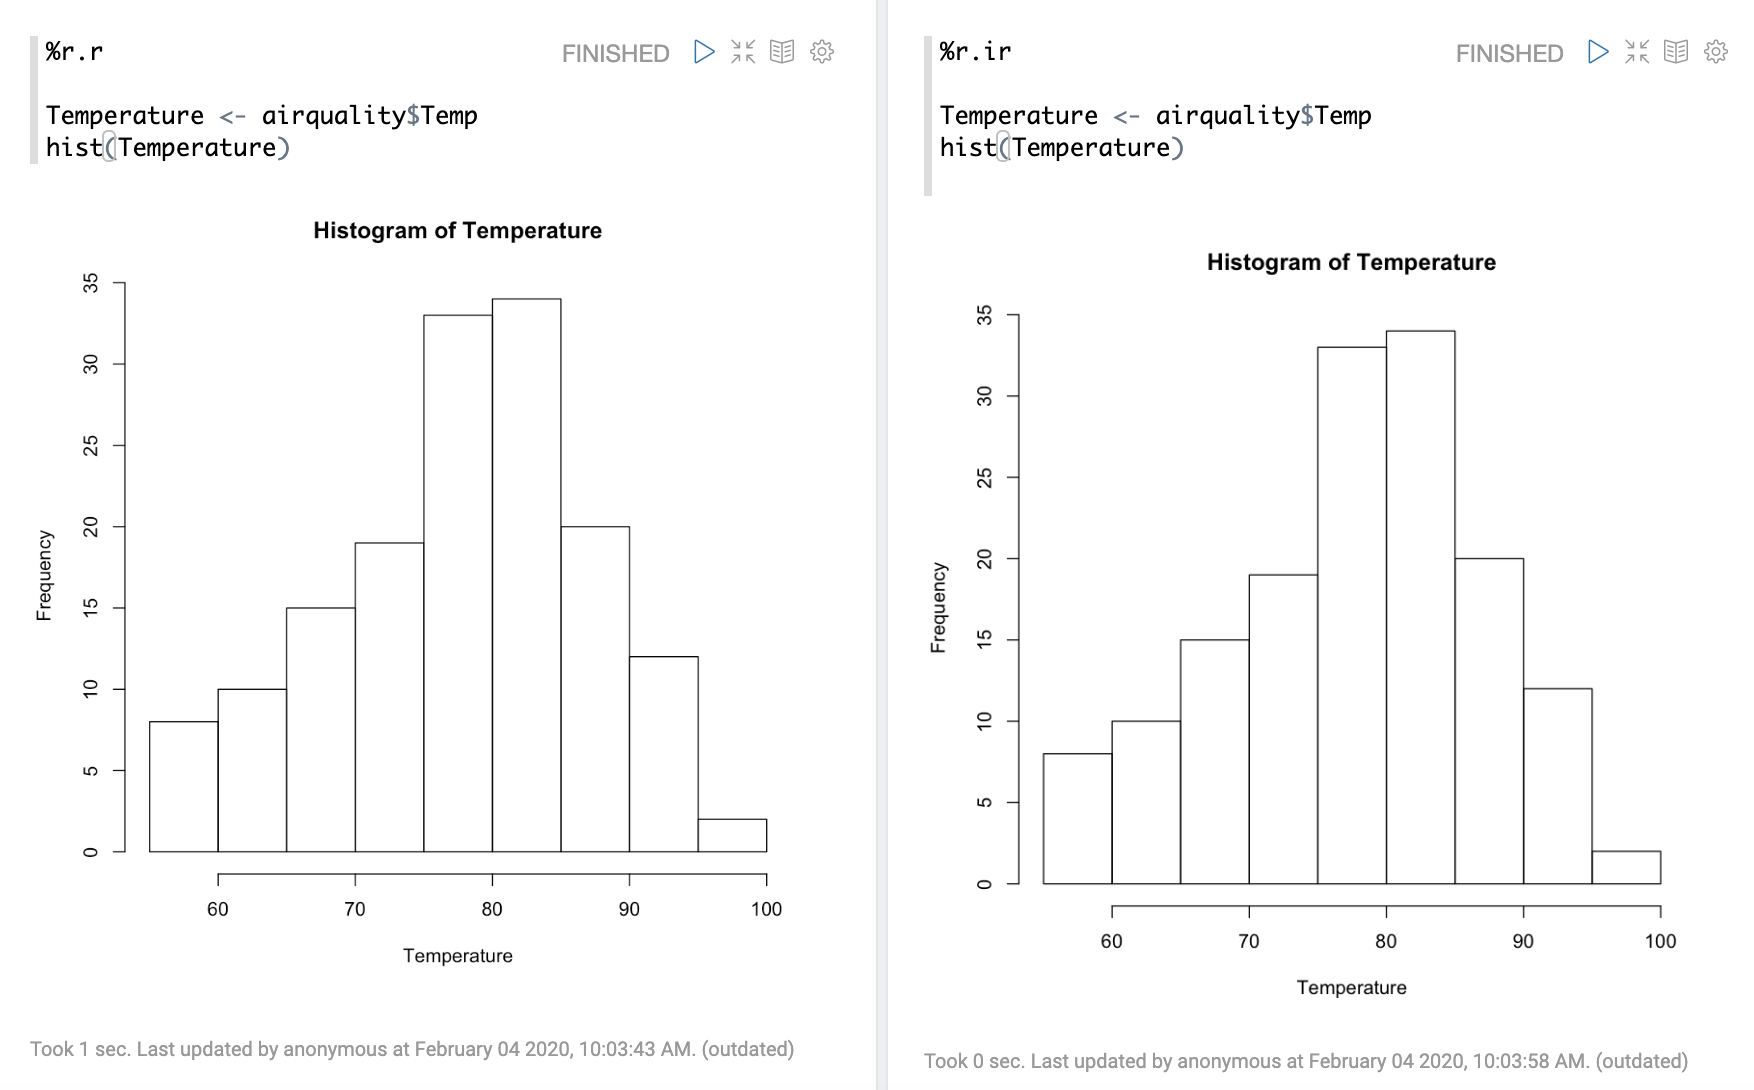 %r.r
FINISHED
Temperature <- airquality$Temp
hist(Temperature)
Histogram of Temperature
35
30
25
20
15
10
5
0
Frequency
60 70 80 90 100
Temperature
Took 1 sec. Last updated by anonymous at February 04 2020, 10:03:43 AM. (outdated)
%r.ir
FINISHED
Temperature <- airquality$Temp
hist(Temperature)
Histogram of Temperature
35
30
25
20
15
10
5
0
Frequency
60 70 80 90 100
Temperature
Took 0 sec. Last updated by anonymous at February 04 2020, 10:03:58 AM. (outdated)